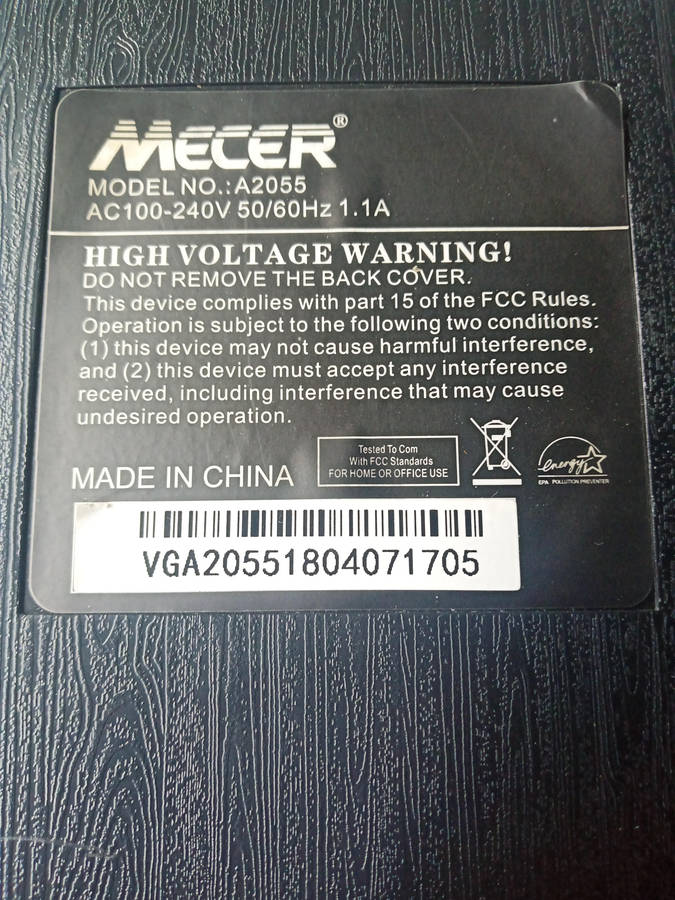 MECER®
MODEL NO.:A2055
AC100-240V 50/60Hz 1.1A
HIGH VOLTAGE WARNING!
DO NOT REMOVE THE BACK COVER.
This device complies with part 15 of the FCC Rules.
Operation is subject to the following two conditions:
(1) this device may not cause harmful interference,
and (2) this device must accept any interference
received, including interference that may cause
undesired operation.
MADE IN CHINA
Tested To Com
With FCC Standards
FOR HOME OR OFFICE USE
energy
EPA POLLUTION PREVENTER
VGA20551804071705